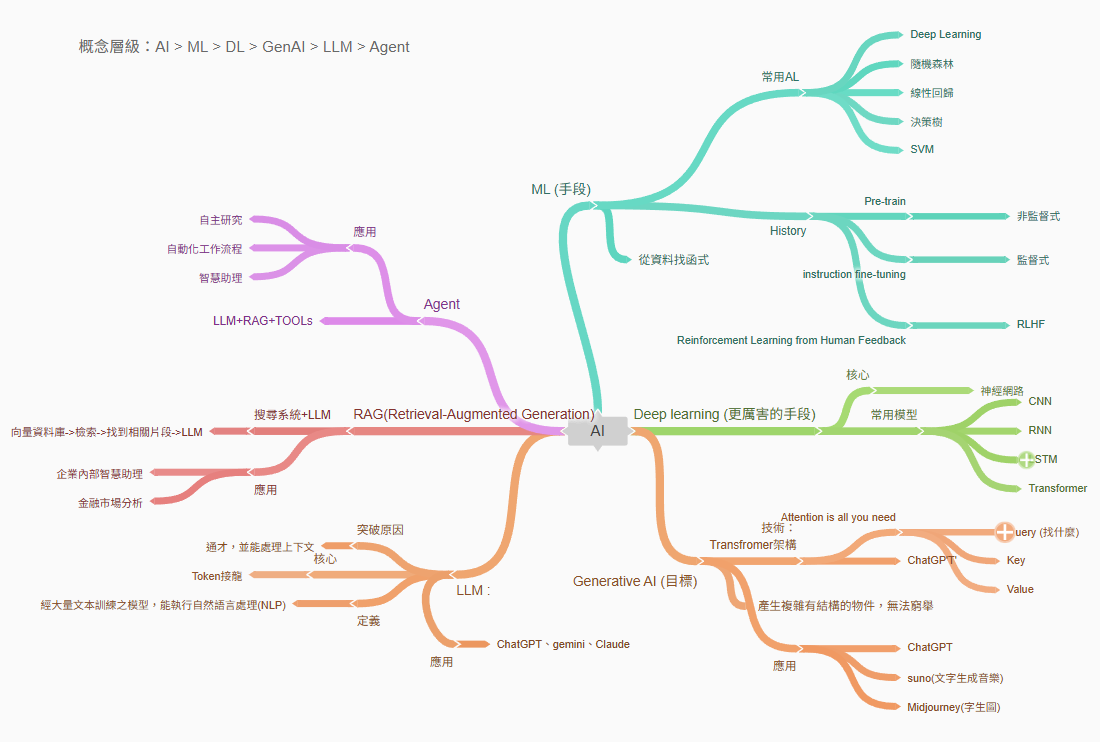 概念層級：AI > ML > DL > GenAI > LLM > Agent
AI
ML (手段)
常用AL
Deep Learning
隨機森林
線性回歸
決策樹
SVM
History
Pre-train
非監督式
instruction fine-tuning
監督式
Reinforcement Learning from Human Feedback
RLHF
從資料找函式
Deep learning (更厲害的手段)
核心
神經網路
常用模型
CNN
RNN
STM
Transformer
Generative AI (目標)
技術：
Transfromer架構
Attention is all you need
uery (找什麼)
Key
Value
ChatGPT'
產生複雜有結構的物件，無法窮舉
應用
ChatGPT
suno(文字生成音樂)
Midjourney(字生圖)
Agent
應用
自主研究
自動化工作流程
智慧助理
LLM+RAG+TOOLs
RAG(Retrieval-Augmented Generation)
搜尋系統+LLM
向量資料庫->檢索->找到相關片段->LLM
應用
企業內部智慧助理
金融市場分析
LLM :
突破原因
通才，並能處理上下文
核心
Token接龍
定義
經大量文本訓練之模型，能執行自然語言處理(NLP)
應用
ChatGPT、gemini、Claude